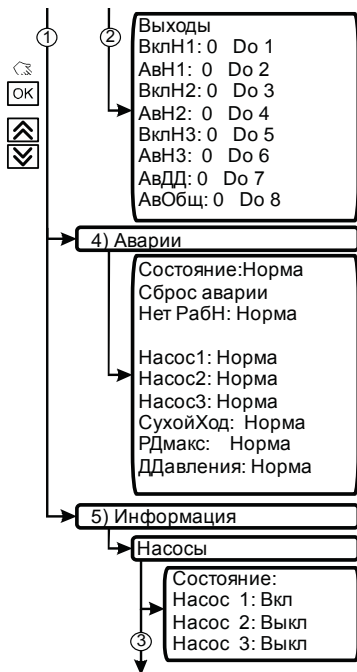 1
2
OK
Выходы
ВклН1: 0 Do 1
АвН1: 0 Do 2
ВклН2: 0 Do 3
АвН2: 0 Do 4
ВклН3: 0 Do 5
АвН3: 0 Do 6
АвДД: 0 Do 7
АвОбщ: 0 Do 8
4) Аварии
Состояние:Норма
Сброс аварии
Нет РабН: Норма
Насос1: Норма
Насос2: Норма
Насос3: Норма
СухойХод: Норма
РДмакс: Норма
ДДавления: Норма
5) Информация
Насосы
Состояние:
Насос 1: Вкл
Насос 2: Выкл
Насос 3: Выкл
3